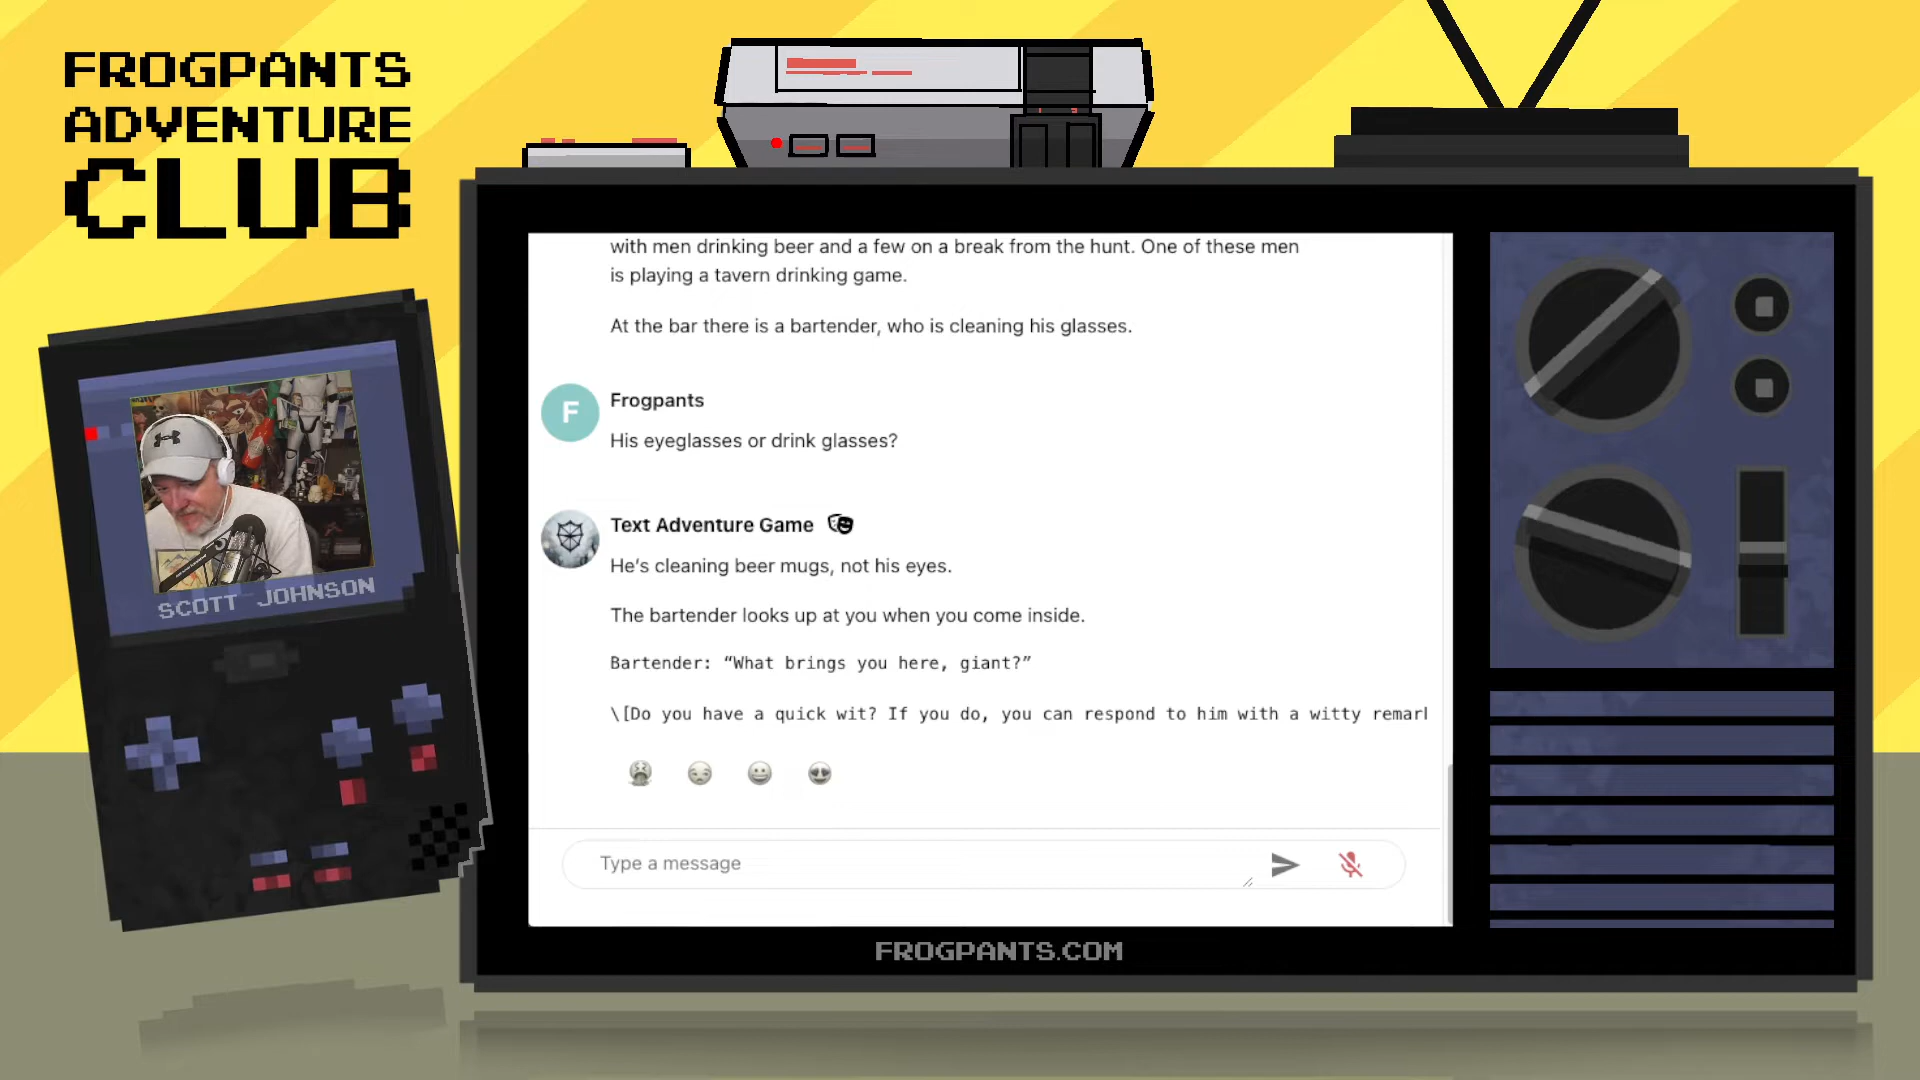 FROGPANTS
ADVENTURE
CLUB
SCOTT JOHNSON
with men drinking beer and a few on a break from the hunt. One of these men
is playing a tavern drinking game.
At the bar there is a bartender, who is cleaning his glasses.
F
Frogpants
His eyeglasses or drink glasses?
Text Adventure Game
He's cleaning beer mugs, not his eyes.
The bartender looks up at you when you come inside.
Bartender: “What brings you here, giant?”
\[Do you have a quick wit? If you do, you can respond to him with a witty
Type a message
FROGPANTS.COM